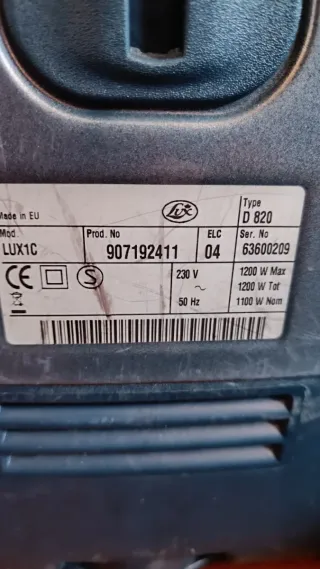 Made in EU
Lux
Type
D 820
Mod.
LUX1C
Prod. No
907192411
ELC
04
Ser. No
63600209
CE
S
230 V
~
50 Hz
1200 W Max
1200 W Tot
1100 W Nom